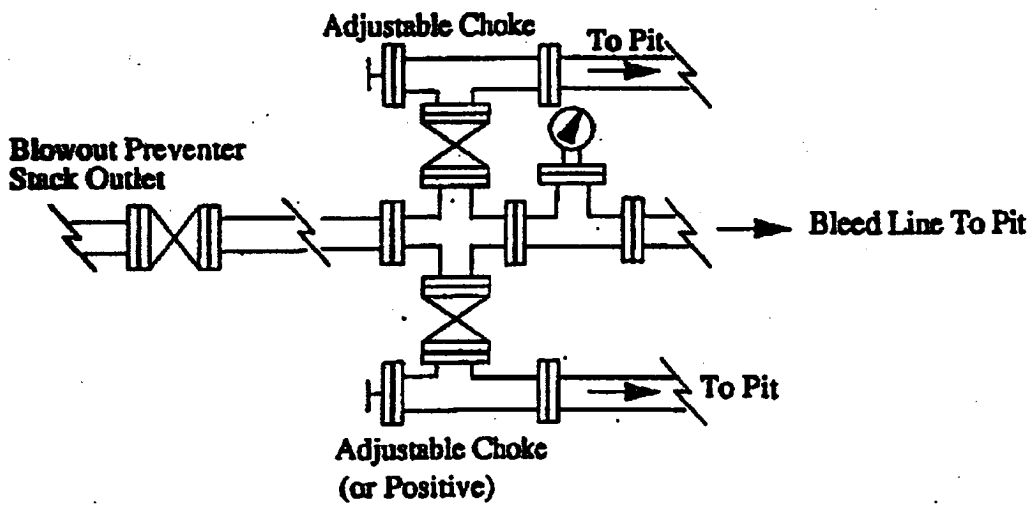 Adjustable Choke
To Pit
Blowout Preventer
Stack Outlet
Bleed Line To Pit
To Pit
Adjustable Choke
(or Positive)